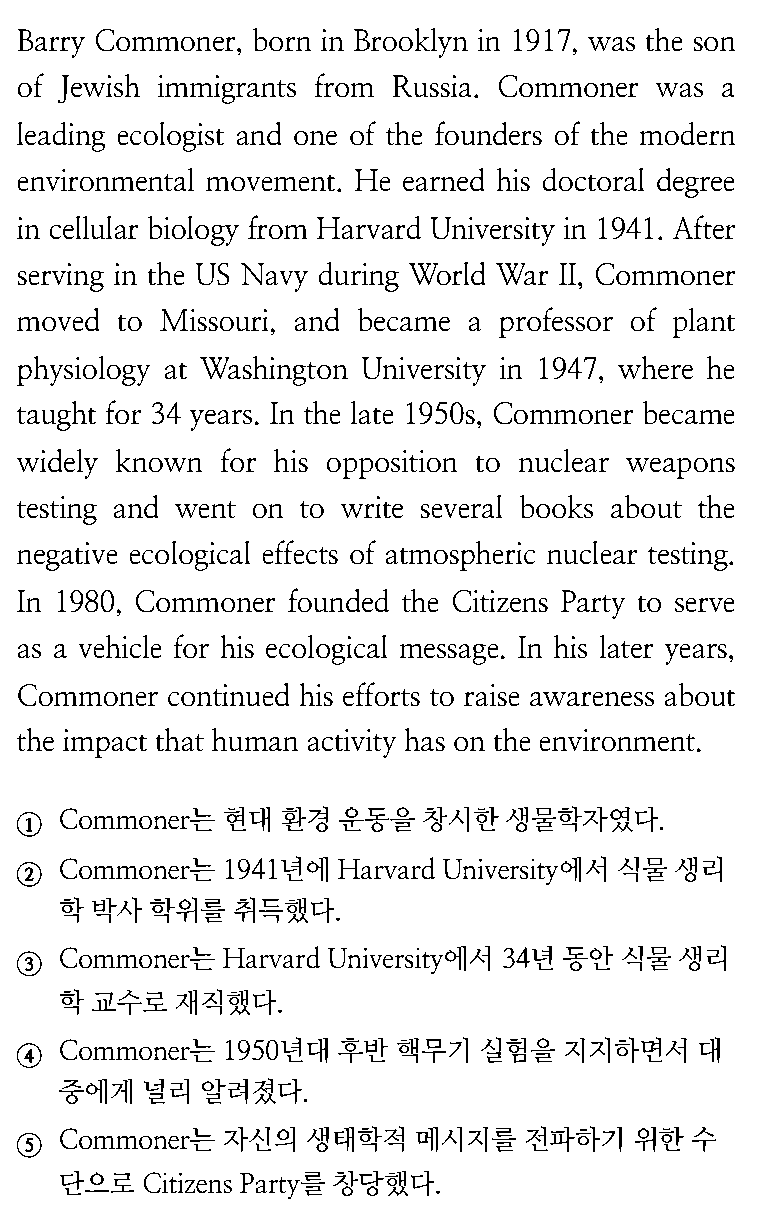 Barry Commoner, born in Brooklyn in 1917, was the son
of Jewish immigrants from Russia. Commoner was a
leading ecologist and one of the founders of the modern
environmental movement. He earned his doctoral degree
in cellular biology from Harvard University in 1941. After
serving in the US Navy during World War II, Commoner
moved to Missouri, and became a professor of plant
physiology at Washington University in 1947, where he
taught for 34 years. In the late 1950s, Commoner became
widely known for his opposition to nuclear weapons
testing and went on to write several books about the
negative ecological effects of atmospheric nuclear testing.
In 1980, Commoner founded the Citizens Party to serve
as a vehicle for his ecological message. In his later years,
Commoner continued his efforts to raise awareness about
the impact that human activity has on the environment.
① Commoner는 현대 환경 운동을 창시한 생물학자였다.
② Commoner는 1941년에 Harvard University에서 식물 생리
학 박사 학위를 취득했다.
③ Commoner는 Harvard University에서 34년 동안 식물 생리
학 교수로 재직했다.
④ Commoner는 1950년대 후반 핵무기 실험을 지지하면서 대
중에게 널리 알려졌다.
⑤ Commoner는 자신의 생태학적 메시지를 전파하기 위한 수
단으로 Citizens Party를 창당했다.